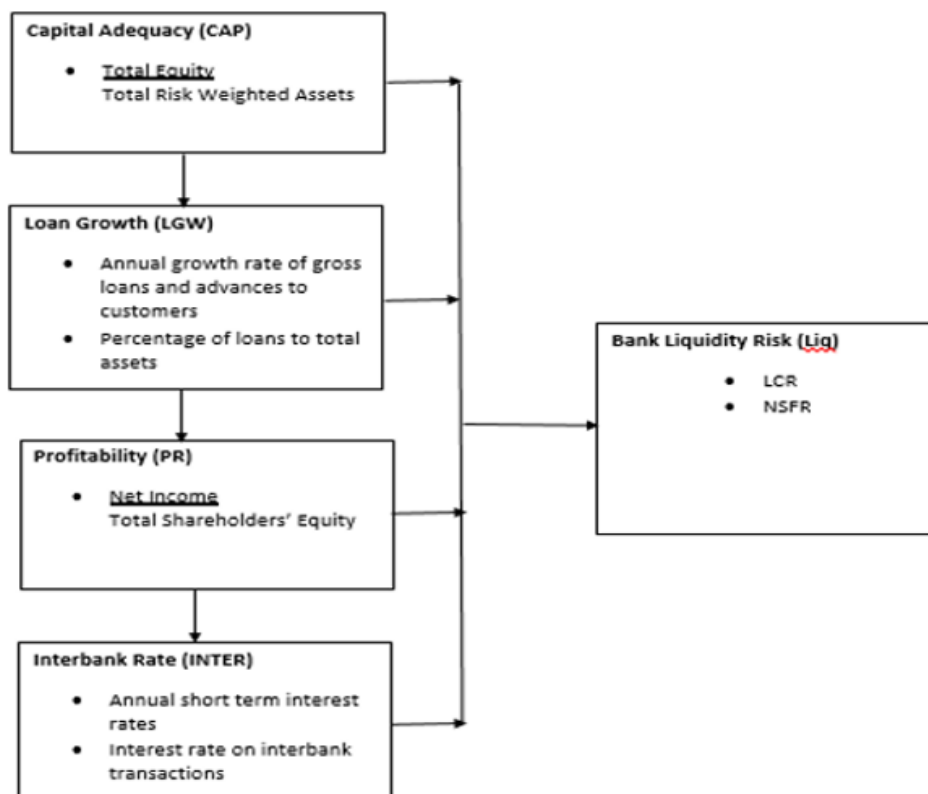 Capital Adequacy (CAP)
• Total Equity
Total Risk Weighted Assets
Loan Growth (LGW)
• Annual growth rate of gross
loans and advances to
customers
• Percentage of loans to total
assets
Profitability (PR)
• Net Income
Total Shareholders' Equity
Interbank Rate (INTER)
• Annual short term interest
rates
• Interest rate on interbank
transactions
Bank Liquidity Risk (Liq)
• LCR
• NSFR